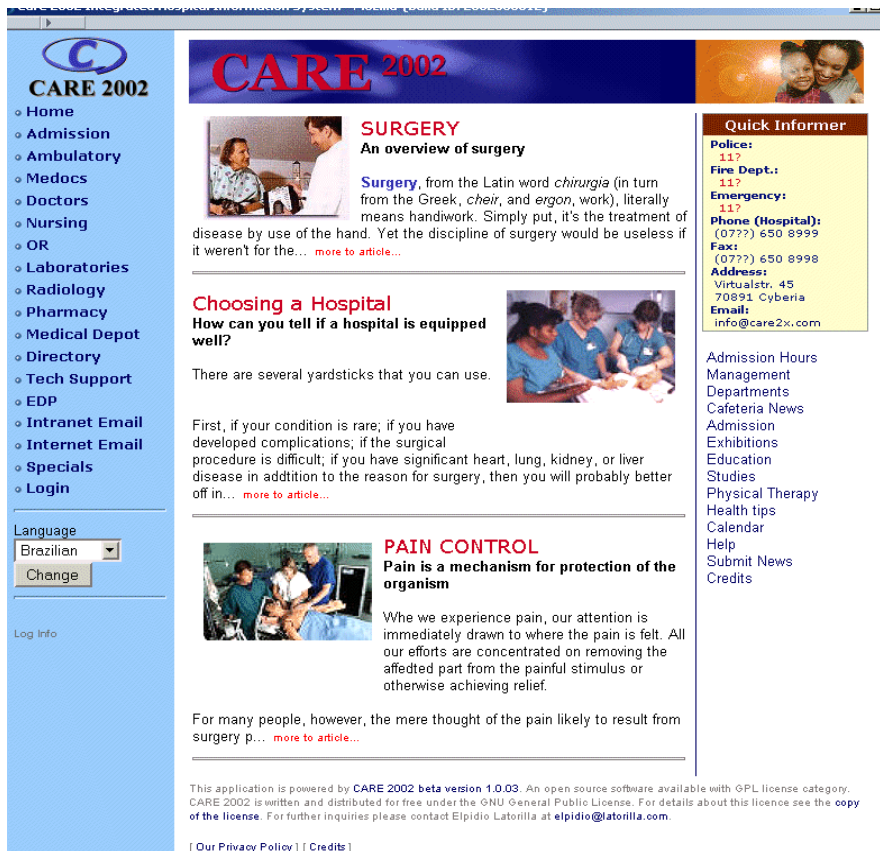 C
CARE 2002
Home
Admission
Ambulatory
Medocs
Doctors
Nursing
OR
Laboratories
Radiology
Pharmacy
Medical Depot
Directory
Tech Support
EDP
Intranet Email
Internet Email
Specials
Login
Language
Brazilian
Change
Log Info
CARE 2002
SURGERY
An overview of surgery
Surgery, from the Latin word chirurgia (in turn
from the Greek, cheir, and ergon, work), literally
means handiwork. Simply put, it's the treatment of
disease by use of the hand. Yet the discipline of surgery would be useless if
it weren't for the... more to article...
Choosing a Hospital
How can you tell if a hospital is equipped
well?
There are several yardsticks that you can use.
First, if your condition is rare; if you have
developed complications; if the surgical
procedure is difficult; if you have significant heart, lung, kidney, or liver
disease in addtition to the reason for surgery, then you will probably better
off in... more to article...
PAIN CONTROL
Pain is a mechanism for protection of the
organism
Whe we experience pain, our attention is
immediately drawn to where the pain is felt. All
our efforts are concentrated on removing the
affedted part from the painful stimulus or
otherwise achieving relief.
For many people, however, the mere thought of the pain likely to result from
surgery p... more to article...
Quick Informer
Police:
11?
Fire Dept.:
11?
Emergency:
11?
Phone (Hospital):
(07??) 650 8999
Fax:
(07??) 650 8998
Address:
Virtualstr. 45
70891 Cyberia
Email:
info@care2x.com
Admission Hours
Management
Departments
Cafeteria News
Admission
Exhibitions
Education
Studies
Physical Therapy
Health tips
Calendar
Help
Submit News
Credits
This application is powered by CARE 2002 beta version 1.0.03. An open source software available with GPL license category.
CARE 2002 is written and distributed for free under the GNU General Public License. For details about this licence see the copy
of the license. For further inquiries please contact Elpidio Latorilla at elpidio@latorilla.com.
[ Our Privacy Policy ] [ Credits ]